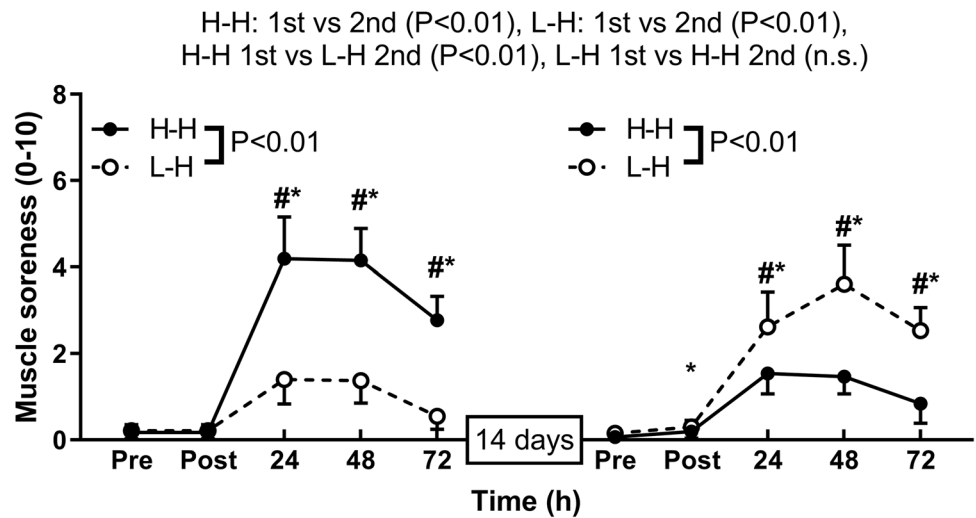 H-H: 1st vs 2nd (P<0.01), L-H: 1st vs 2nd (P<0.01),
H-H 1st vs L-H 2nd (P<0.01), L-H 1st vs H-H 2nd (n.s.)
Muscle soreness (0-10)
8
6
4
2
0
H-H
L-H
P<0.01
#*
#*
#*
H-H
L-H
P<0.01
*
#*
#*
#*
Pre Post 24 48 72
14 days
Pre Post 24 48 72
Time (h)